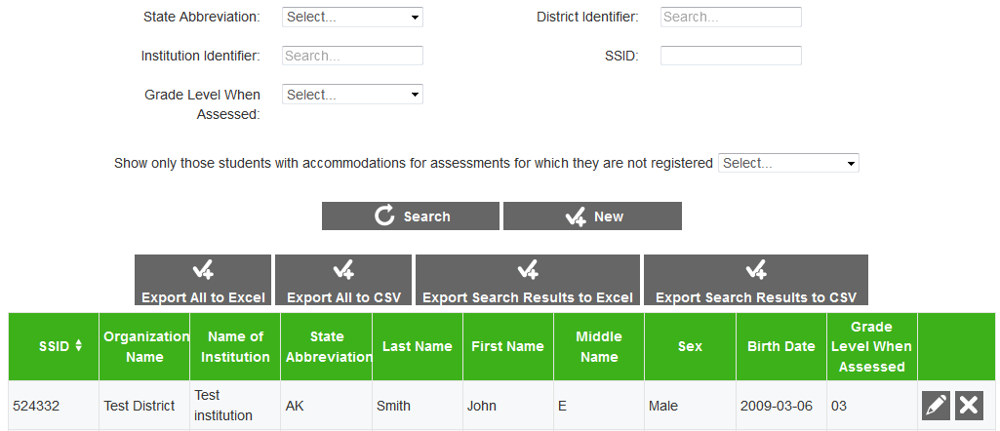 State Abbreviation: Select... District Identifier: Search...
Institution Identifier: Search... SSID:
Grade Level When Select...
Assessed:
Show only those students with accommodations for assessments for which they are not registered Select...
Search New
Export All to Excel Export All to CSV Export Search Results to Excel Export Search Results to CSV
SSID Organization Name Name of Institution State Abbreviation Last Name First Name Middle Name Sex Birth Date Grade Level When Assessed
524332 Test District Test institution AK Smith John E Male 2009-03-06 03